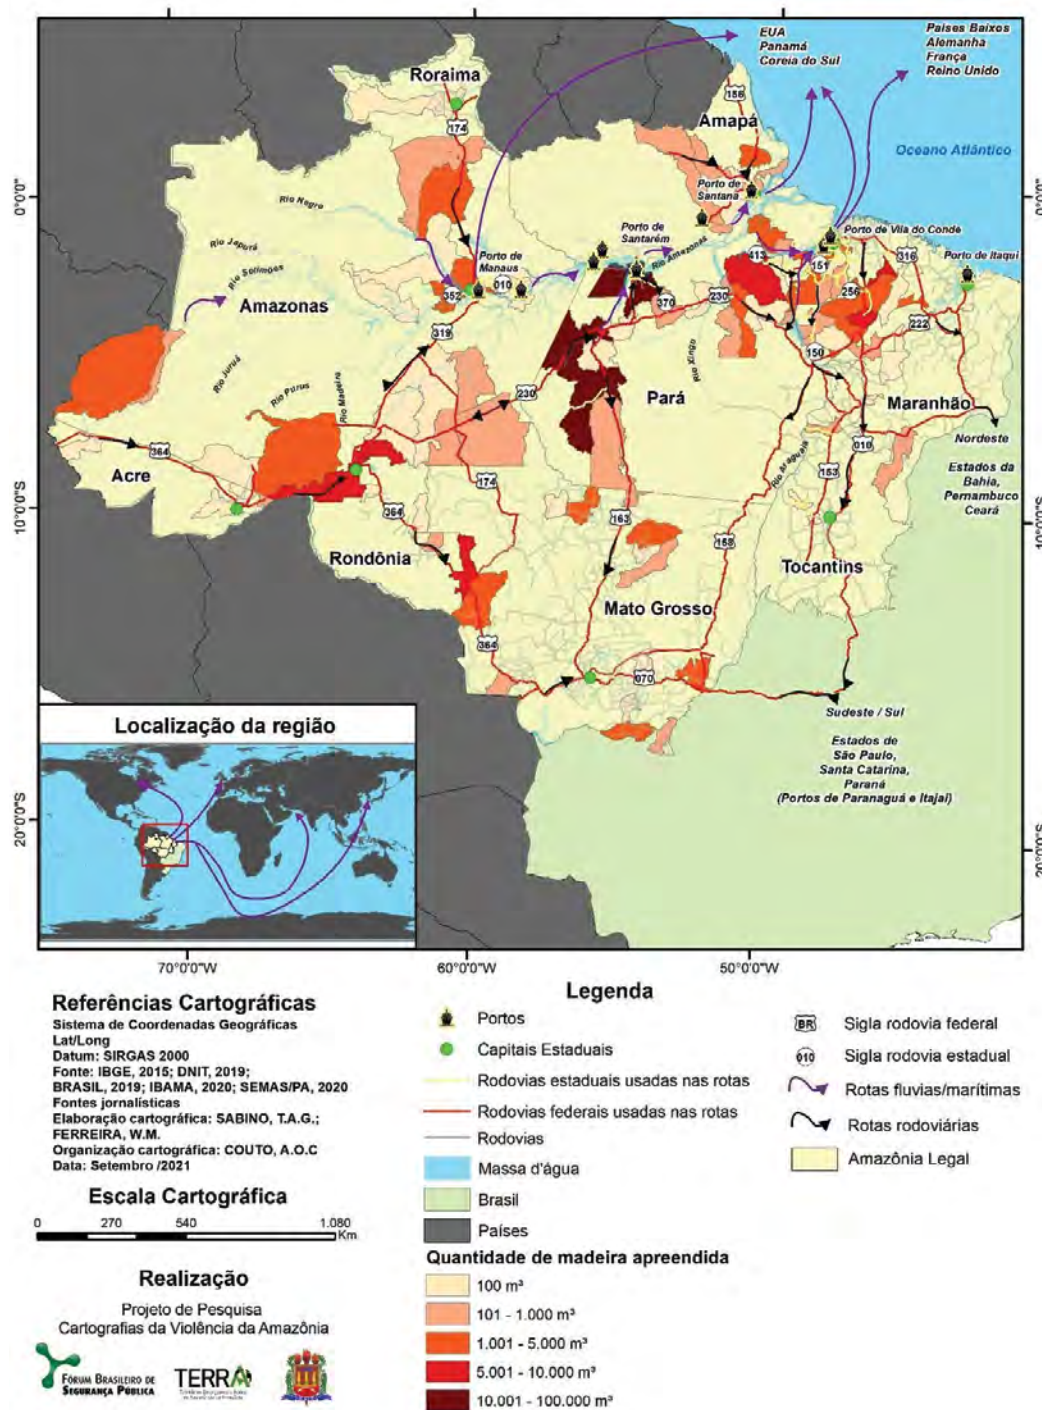 EUA
Panamá
Coreia do Sul
Países Baixos
Alemanha
França
Reino Unido
Roraima
174
156
Amapá
Oceano Atlântico
0°0'0"
0°0'0"
Rio Negro
Porto de
Santana
Rio Japurá
Rio Solimões
Porto de
Santarém
Rio Amazonas
Porto de Vila do Conde
Porto de
Manaus
413
151
316
Porto de Itaqui
Amazonas
352
010
370
230
256
222
319
150
Rio Juruá
Rio Purus
Rio Madeira
230
Rio Xingu
Pará
Maranhão
Nordeste
Acre
364
174
010
153
Rio Araguaia
Estados da
Bahia,
Pernambuco
Ceará
10°0'0"S
10°0'0"S
364
163
158
Rondônia
Tocantins
Mato Grosso
364
070
Sudeste / Sul
Estados de
São Paulo,
Santa Catarina,
Paraná
(Portos de Paranaguá e Itajaí)
Localização da região
20°0'0"S
20°0'0"S
70°0'0"W
60°0'0"W
50°0'0"W
Referências Cartográficas
Sistema de Coordenadas Geográficas
Lat/Long
Datum: SIRGAS 2000
Fonte: IBGE, 2015; DNIT, 2019;
BRASIL, 2019; IBAMA, 2020; SEMAS/PA, 2020
Fontes jornalísticas
Elaboração cartográfica: SABINO, T.A.G.;
FERREIRA, W.M.
Organização cartográfica: COUTO, A.O.C
Data: Setembro /2021
Escala Cartográfica
0 270 540 1.080
Km
Realização
Projeto de Pesquisa
Cartografias da Violência da Amazônia
FÓRUM BRASILEIRO DE
SEGURANÇA PÚBLICA
TERRA
Legenda
Portos
Capitais Estaduais
Rodovias estaduais usadas nas rotas
Rodovias federais usadas nas rotas
Rodovias
Massa d'água
Brasil
Países
BR Sigla rodovia federal
010 Sigla rodovia estadual
Rotas fluvias/marítimas
Rotas rodoviárias
Amazônia Legal
Quantidade de madeira apreendida
100 m³
101 - 1.000 m³
1.001 - 5.000 m³
5.001 - 10.000 m³
10.001 - 100.000 m³